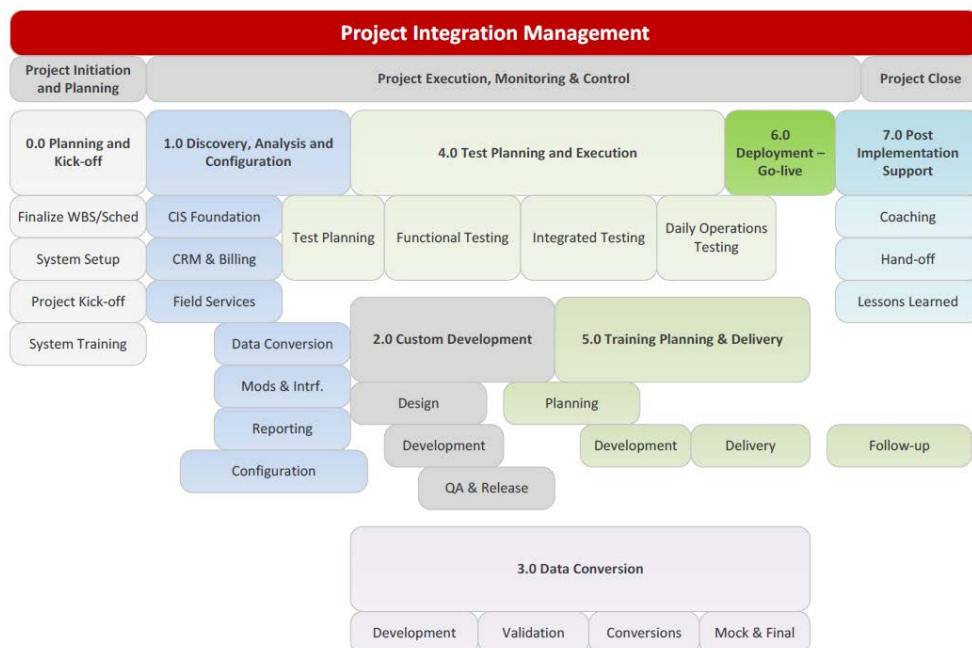 Project Integration Management
Project Initiation
and Planning
Project Execution, Monitoring & Control
Project Close
0.0 Planning and
Kick-off
1.0 Discovery, Analysis and
Configuration
4.0 Test Planning and Execution
6.0
Deployment –
Go-live
7.0 Post
Implementation
Support
Finalize WBS/Sched
CIS Foundation
Test Planning
Functional Testing
Integrated Testing
Daily Operations
Testing
Coaching
System Setup
CRM & Billing
Hand-off
Project Kick-off
Field Services
Lessons Learned
System Training
Data Conversion
2.0 Custom Development
5.0 Training Planning & Delivery
Mods & Intrf.
Design
Planning
Reporting
Development
Development
Delivery
Follow-up
Configuration
QA & Release
3.0 Data Conversion
Development
Validation
Conversions
Mock & Final